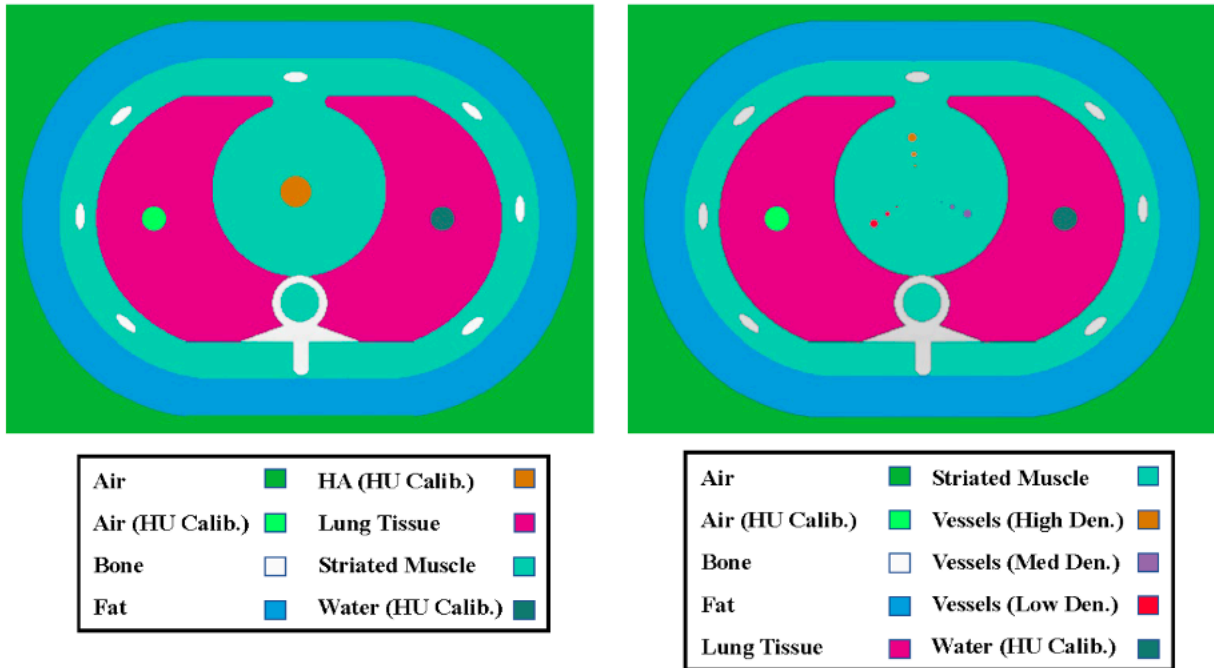 Air HA (HU Calib.)
Air (HU Calib.) Lung Tissue
Bone Striated Muscle
Fat Water (HU Calib.)
Air Striated Muscle
Air (HU Calib.) Vessels (High Den.)
Bone Vessels (Med Den.)
Fat Vessels (Low Den.)
Lung Tissue Water (HU Calib.)